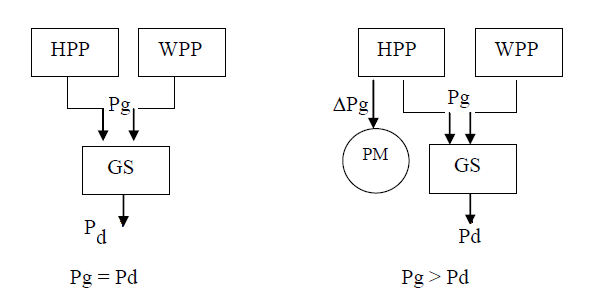 HPP
WPP
Pg
GS
Pd
Pg = Pd
HPP
WPP
ΔPg
Pg
PM
GS
Pd
Pg > Pd